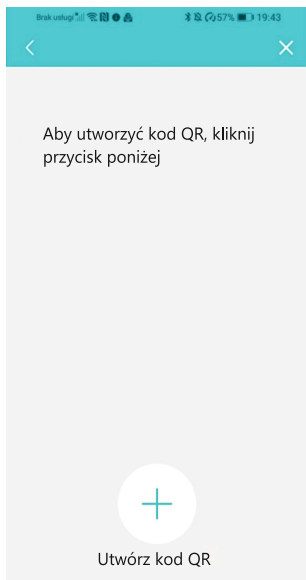 Brak usługi 57% 19:43
Aby utworzyć kod QR, kliknij
przycisk poniżej
Utwórz kod QR